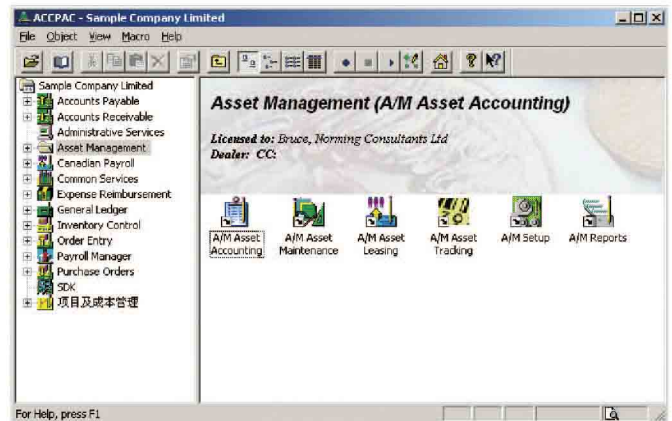 ACCPAC - Sample Company Limited
File Object View Macro Help
Sample Company Limited
Accounts Payable
Accounts Receivable
Administrative Services
Asset Management
Canadian Payroll
Common Services
Expense Reimbursement
General Ledger
Inventory Control
Order Entry
Payroll Manager
Purchase Orders
SDK
项目及成本管理
Asset Management (A/M Asset Accounting)
Licensed to: Bruce, Norming Consultants Ltd
Dealer: CC:
A/M Asset Accounting
A/M Asset Maintenance
A/M Asset Leasing
A/M Asset Tracking
A/M Setup
A/M Reports
For Help, press F1